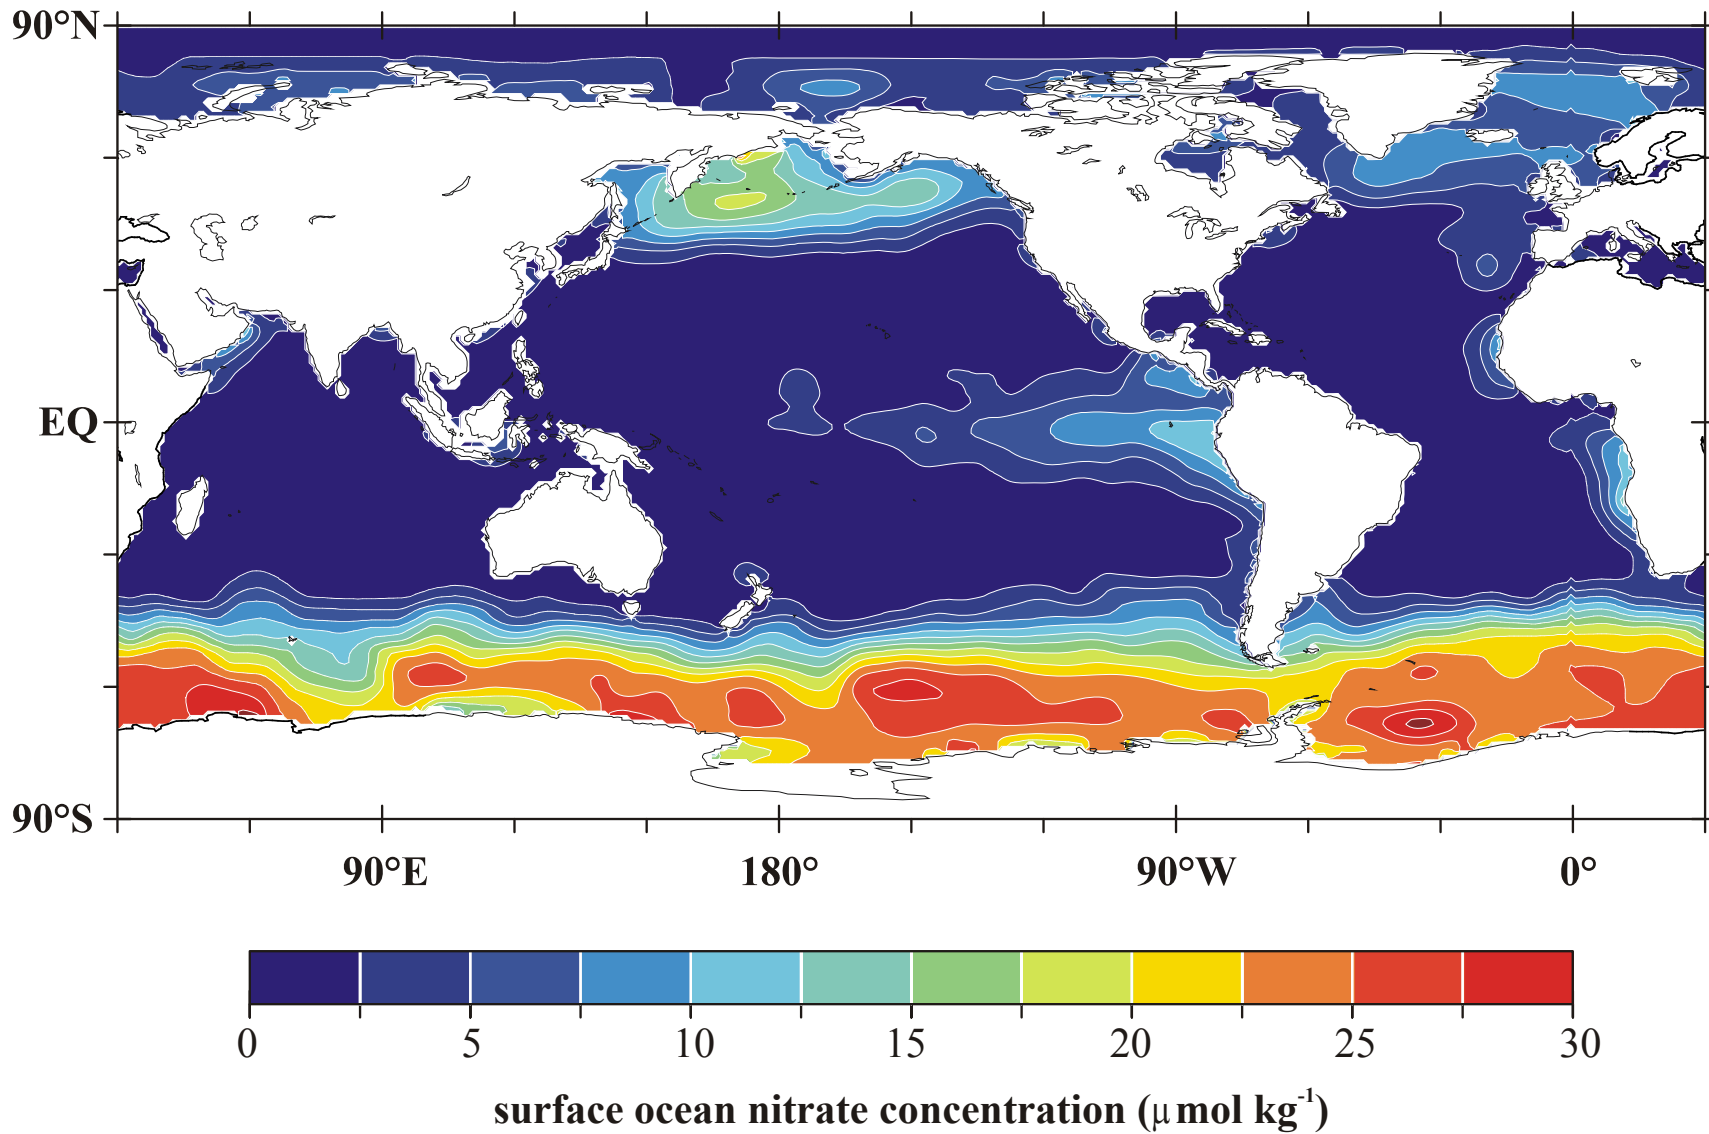 90°N
EQ
90°S
90°E 180° 90°W 0°
0 5 10 15 20 25 30
surface ocean nitrate concentration (μmol kg⁻¹)